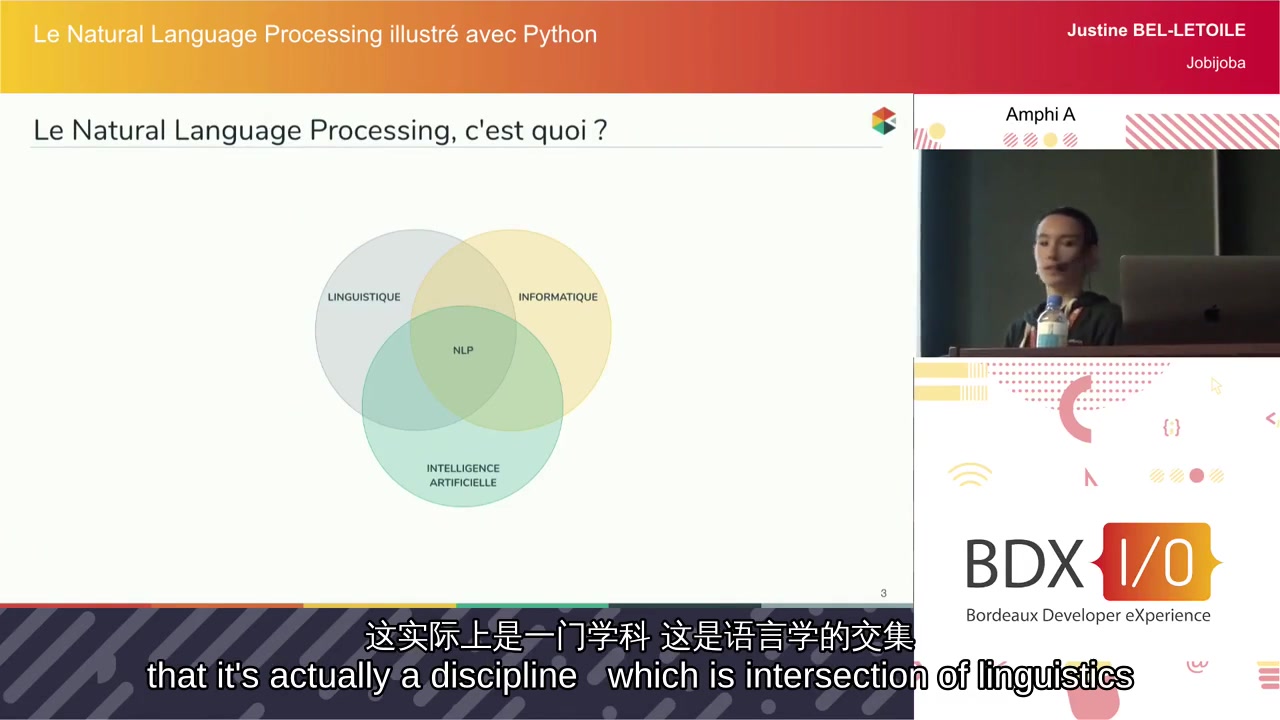 Le Natural Language Processing illustré avec Python
Justine BEL-LETOILE
Jobijoba
Le Natural Language Processing, c'est quoi ?
Amphi A
LINGUISTIQUE
INFORMATIQUE
NLP
INTELLIGENCE
ARTIFICIELLE
3
BDX I/O
Bordeaux Developer eXperience
这实际上是一门学科 这是语言学的交集
that it's actually a discipline which is intersection of linguistics